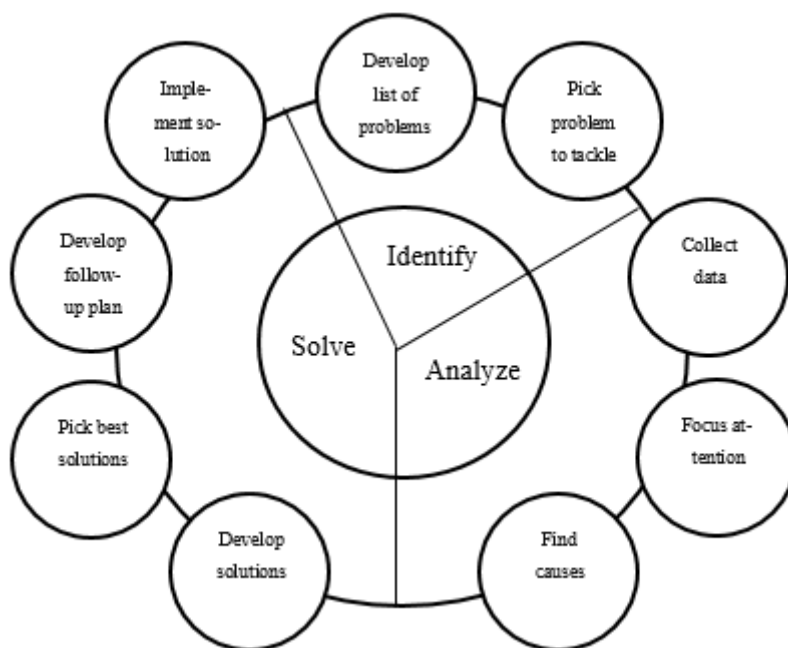 Develop
list of
problems
Pick
problem
to tackle
Collect
data
Focus at-
tention
Find
causes
Develop
solutions
Pick best
solutions
Develop
follow-
up plan
Imple-
ment so-
lution
Identify
Analyze
Solve